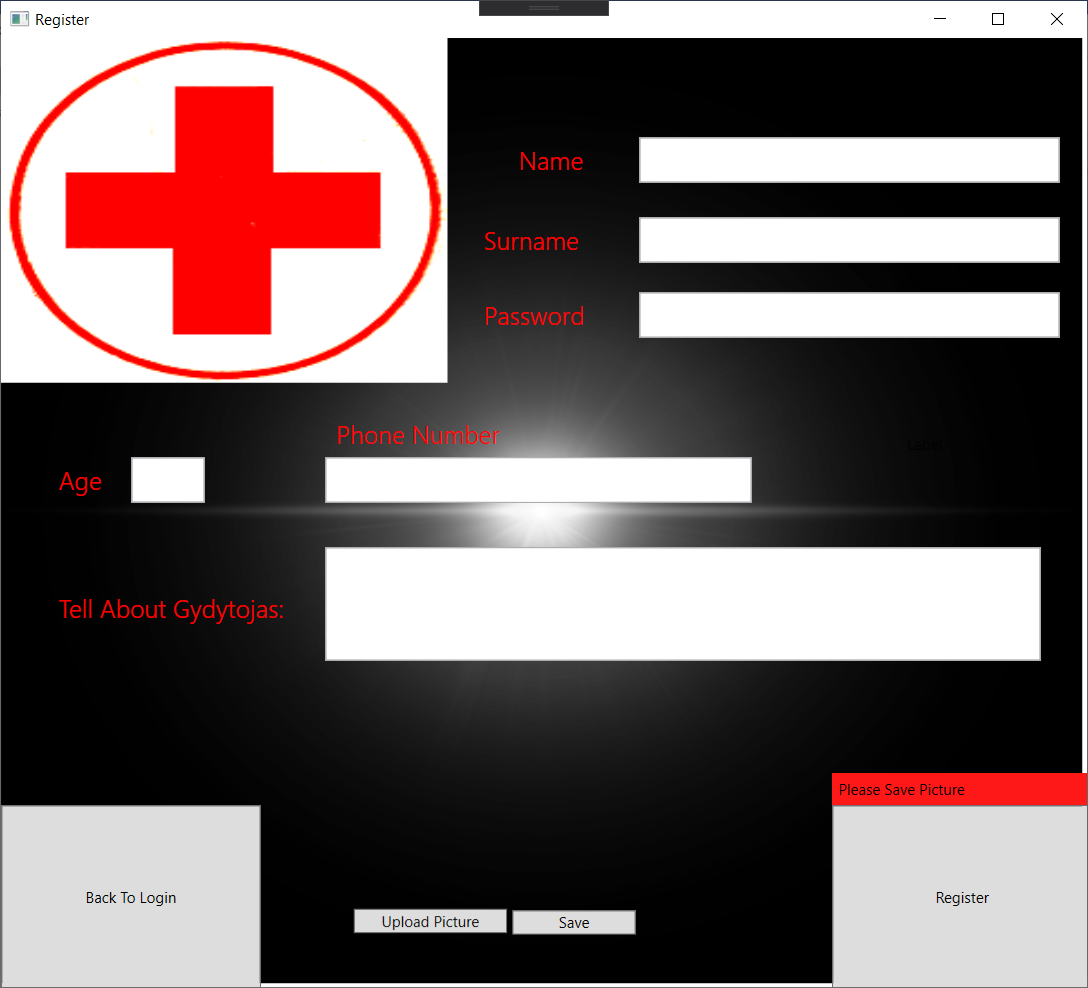 Register
Name
Surname
Password
Phone Number
Label
Age
Tell About Gydytojas:
Please Save Picture
Back To Login
Register
Upload Picture
Save